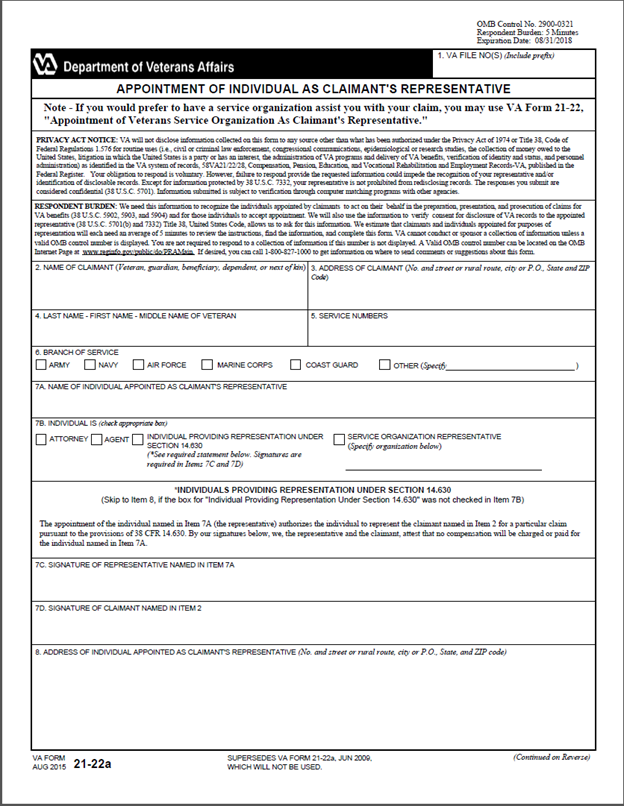 OMB Control No. 2900-0321
Respondent Burden: 5 Minutes
Expiration Date: 08/31/2018
VA Department of Veterans Affairs
1. VA FILE NO(S) (Include prefix)
APPOINTMENT OF INDIVIDUAL AS CLAIMANT'S REPRESENTATIVE
Note - If you would prefer to have a service organization assist you with your claim, you may use VA Form 21-22,
"Appointment of Veterans Service Organization As Claimant's Representative."
PRIVACY ACT NOTICE: VA will not disclose information collected on this form to any source other than what has been authorized under the Privacy Act of 1974 or Title 38, Code of
Federal Regulations 1.576 for routine uses (i.e., civil or criminal law enforcement, congressional communications, epidemiological or research studies, the collection of money owed to the
United States, litigation in which the United States is a party or has an interest, the administration of VA programs and delivery of VA benefits, verification of identity and status, and personnel
administration) as identified in the VA system of records, 58VA21/22/28, Compensation, Pension, Education, and Vocational Rehabilitation and Employment Records-VA, published in the
Federal Register. Your obligation to respond is voluntary. However, failure to respond provide the requested information could impede the recognition of your representative and/or
identification of disclosable records. Except for information protected by 38 U.S.C. 7332, your representative is not prohibited from redisclosing records. The responses you submit are
considered confidential (38 U.S.C. 5701). Information submitted is subject to verification through computer matching programs with other agencies.
RESPONDENT BURDEN: We need this information to recognize the individuals appointed by claimants to act on their behalf in the preparation, presentation, and prosecution of claims for
VA benefits (38 U.S.C. 5902, 5903, and 5904) and for those individuals to accept appointment. We will also use the information to verify consent for disclosure of VA records to the appointed
representative (38 U.S.C. 5701(b) and 7332) Title 38, United States Code, allows us to ask for this information. We estimate that claimants and individuals appointed for purposes of
representation will each need an average of 5 minutes to review the instructions, find the information, and complete this form. VA cannot conduct or sponsor a collection of information unless a
valid OMB control number is displayed. You are not required to respond to a collection of information if this number is not displayed. A Valid OMB control number can be located on the OMB
Internet Page at www.reginfo.gov/public/do/PRAMain. If desired, you can call 1-800-827-1000 to get information on where to send comments or suggestions about this form.
2. NAME OF CLAIMANT (Veteran, guardian, beneficiary, dependent, or next of kin)
3. ADDRESS OF CLAIMANT (No. and street or rural route, city or P.O., State and ZIP
Code)
4. LAST NAME - FIRST NAME - MIDDLE NAME OF VETERAN
5. SERVICE NUMBERS
6. BRANCH OF SERVICE
ARMY NAVY AIR FORCE MARINE CORPS COAST GUARD OTHER (Specify )
7A. NAME OF INDIVIDUAL APPOINTED AS CLAIMANT'S REPRESENTATIVE
7B. INDIVIDUAL IS (check appropriate box)
ATTORNEY AGENT INDIVIDUAL PROVIDING REPRESENTATION UNDER
SECTION 14.630
(*See required statement below. Signatures are
required in Items 7C and 7D)
SERVICE ORGANIZATION REPRESENTATIVE
(Specify organization below)
*INDIVIDUALS PROVIDING REPRESENTATION UNDER SECTION 14.630
(Skip to Item 8, if the box for "Individual Providing Representation Under Section 14.630" was not checked in Item 7B)
The appointment of the individual named in Item 7A (the representative) authorizes the individual to represent the claimant named in Item 2 for a particular claim
pursuant to the provisions of 38 CFR 14.630. By our signatures below, we, the representative and the claimant, attest that no compensation will be charged or paid for
the individual named in Item 7A.
7C. SIGNATURE OF REPRESENTATIVE NAMED IN ITEM 7A
7D. SIGNATURE OF CLAIMANT NAMED IN ITEM 2
8. ADDRESS OF INDIVIDUAL APPOINTED AS CLAIMANT'S REPRESENTATIVE (No. and street or rural route, city or P.O., State, and ZIP code)
VA FORM
AUG 2015 21-22a
SUPERSEDES VA FORM 21-22a, JUN 2009,
WHICH WILL NOT BE USED.
(Continued on Reverse)